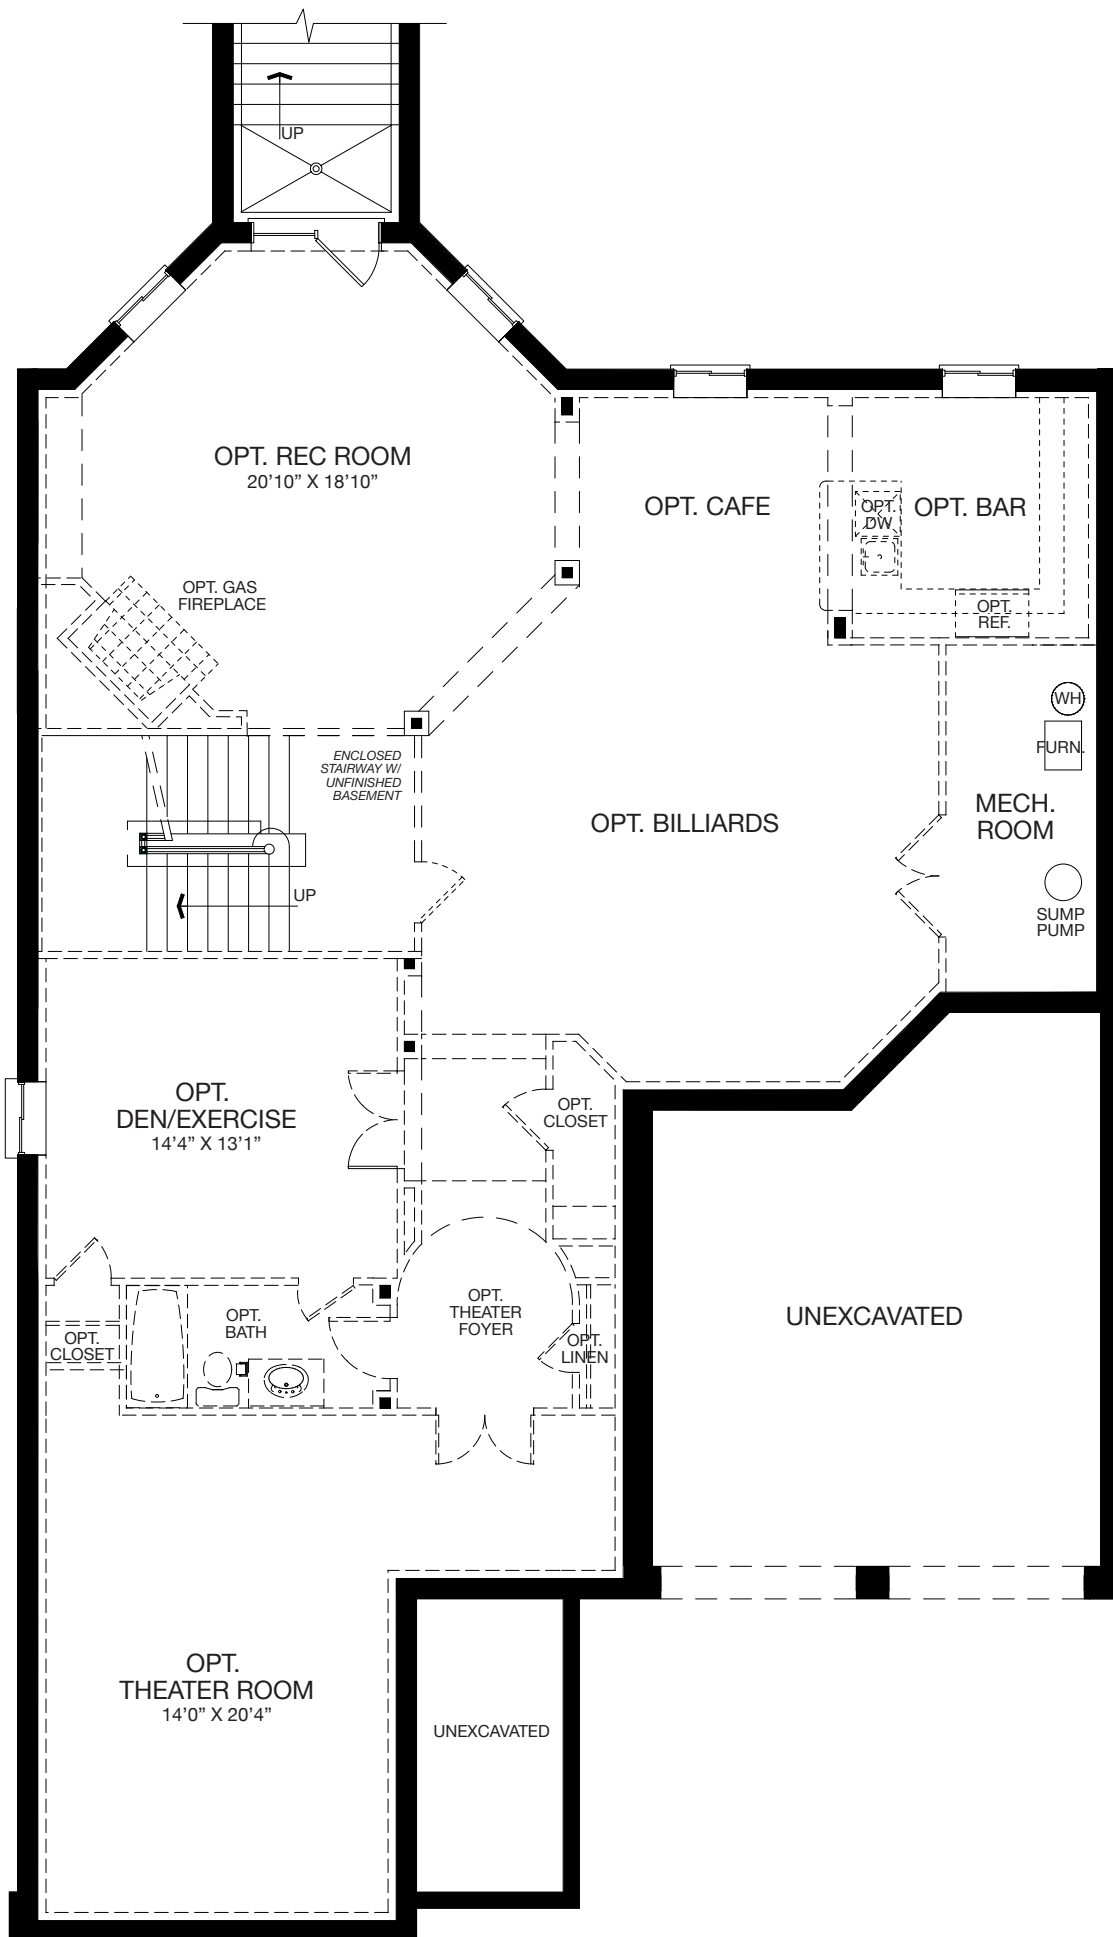 UP
OPT. REC ROOM
20'10" X 18'10"
OPT. CAFE
OPT.
DW
OPT. BAR
OPT. GAS
FIREPLACE
OPT.
REF.
WH
FURN.
ENCLOSED
STAIRWAY W/
UNFINISHED
BASEMENT
OPT. BILLIARDS
MECH.
ROOM
UP
SUMP
PUMP
OPT.
DEN/EXERCISE
14'4" X 13'1"
OPT.
CLOSET
OPT.
THEATER
FOYER
OPT.
BATH
OPT.
CLOSET
OPT.
LINEN
UNEXCAVATED
OPT.
THEATER ROOM
14'0" X 20'4"
UNEXCAVATED